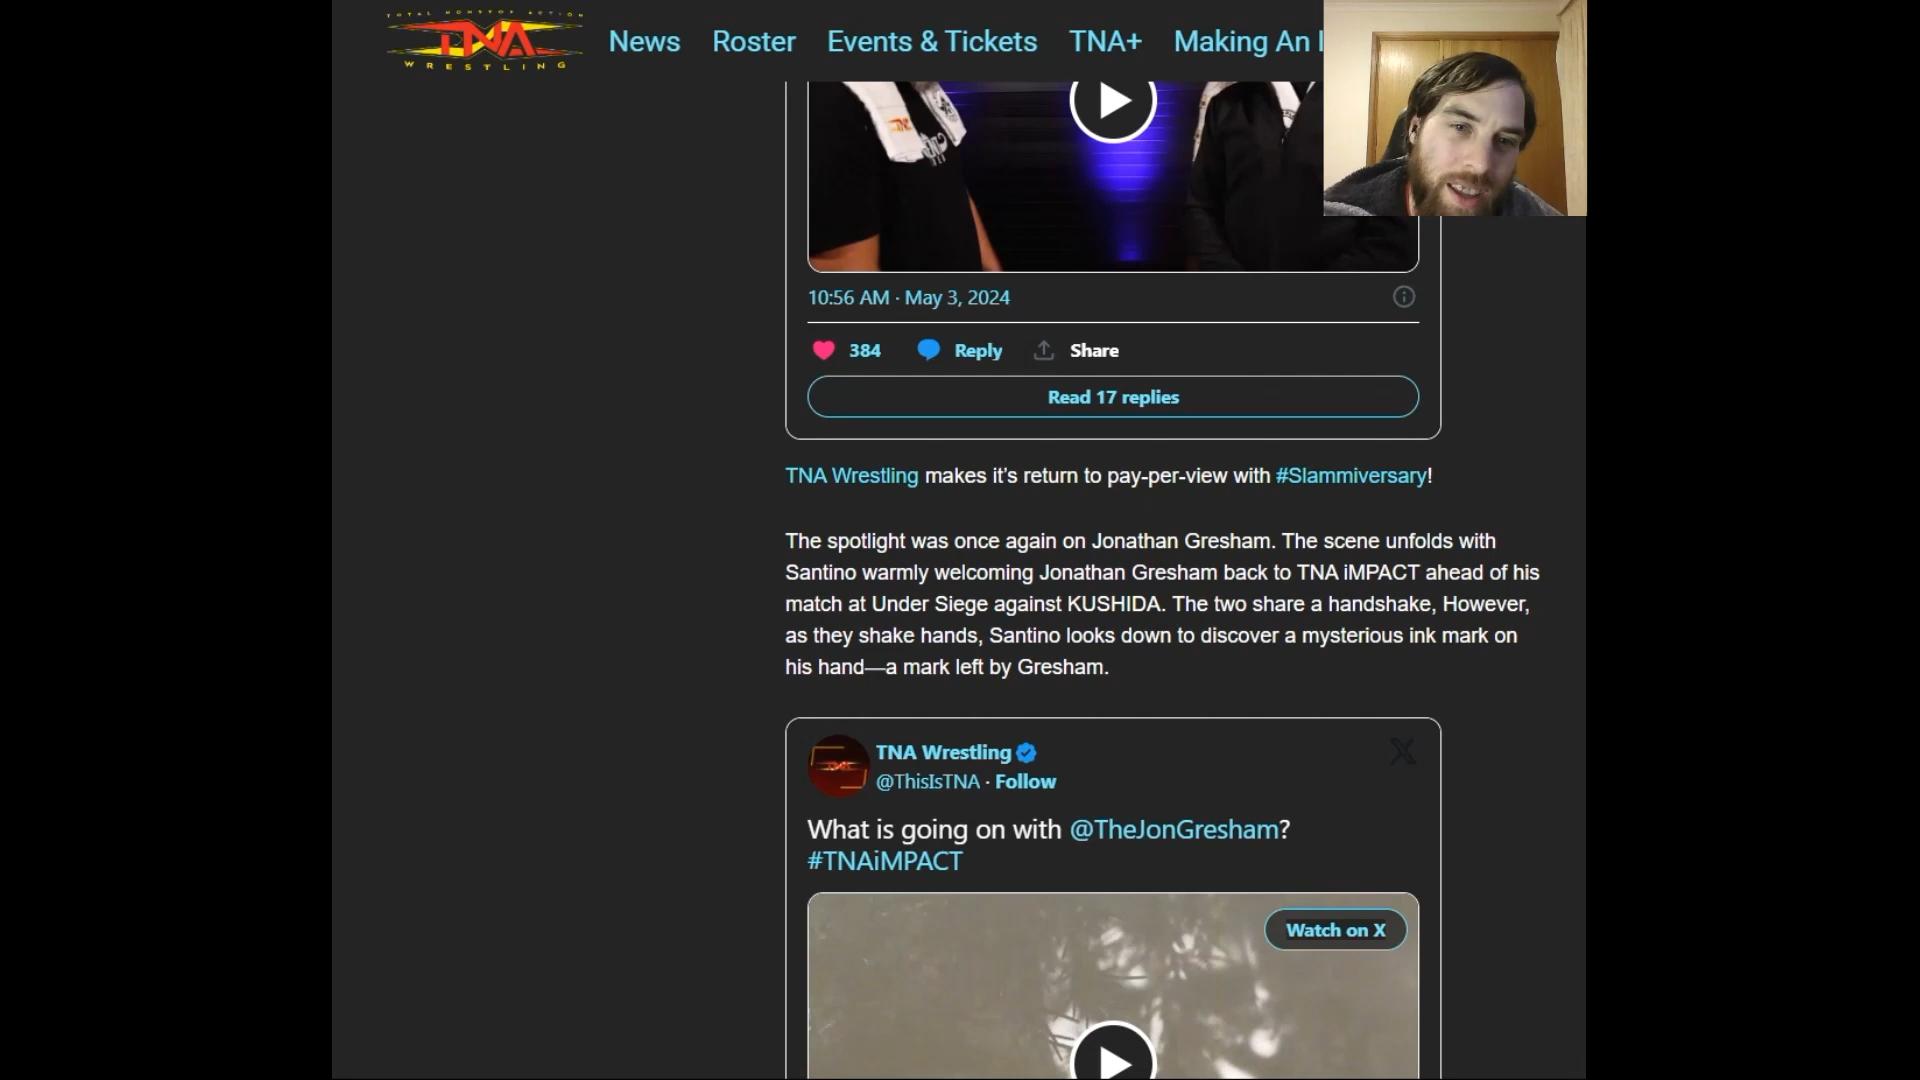 TOTAL NONSTOP ACTION
TNA
WRESTLING
News Roster Events & Tickets TNA+ Making An
10:56 AM · May 3, 2024
384 Reply Share
Read 17 replies
TNA Wrestling makes it's return to pay-per-view with #Slammiversary!
The spotlight was once again on Jonathan Gresham. The scene unfolds with
Santino warmly welcoming Jonathan Gresham back to TNA iMPACT ahead of his
match at Under Siege against KUSHIDA. The two share a handshake, However,
as they shake hands, Santino looks down to discover a mysterious ink mark on
his hand—a mark left by Gresham.
TNA Wrestling
@ThisIsTNA · Follow
What is going on with @TheJonGresham?
#TNAiMPACT
Watch on X